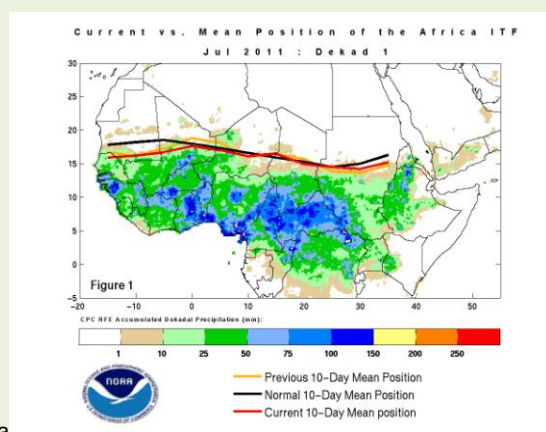 Current vs. Mean Position of the Africa ITF
Jul 2011 : Dekad 1
30
25
20
15
10
5
0
-5
Figure 1
-20 -10 0 10 20 30 40 50
CPC RFE Accumulated Dekadal Precipitation (mm):
1 10 25 50 75 100 150 200 250
NOAA
Previous 10-Day Mean Position
Normal 10-Day Mean Position
Current 10-Day Mean position
a